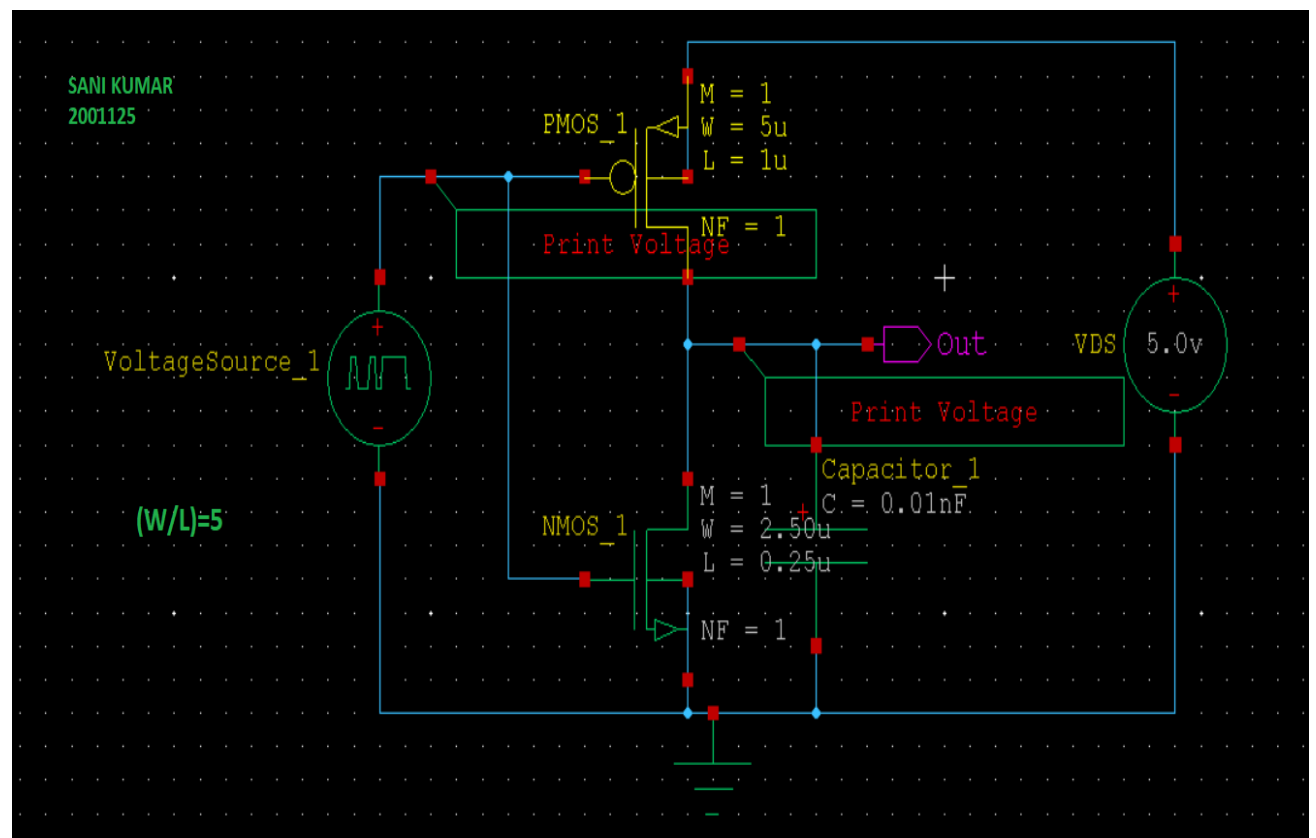 SANI KUMAR
2001125
M = 1
PMOS_1
W = 5u
L = 1u
NF = 1
Print Voltage
VoltageSource_1
Out
VDS
5.0v
Print Voltage
Capacitor_1
M = 1
C = 0.01nF
(W/L)=5
NMOS_1
W = 2.50u
L = 0.25u
NF = 1